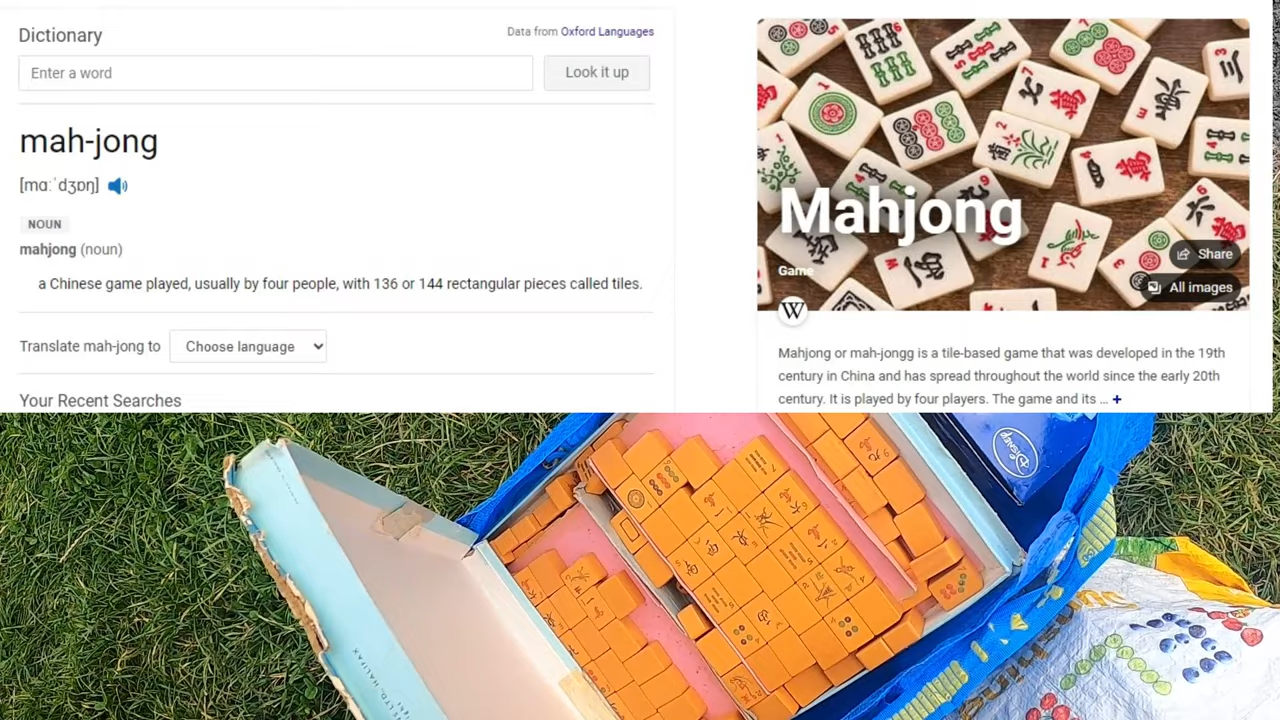 Dictionary
Data from Oxford Languages
Enter a word
Look it up
mah-jong
[mɑːˈdʒɒŋ]
NOUN
mahjong (noun)
a Chinese game played, usually by four people, with 136 or 144 rectangular pieces called tiles.
Translate mah-jong to
Choose language
Your Recent Searches
Mahjong
Game
Share
All images
W
Mahjong or mah-jongg is a tile-based game that was developed in the 19th
century in China and has spread throughout the world since the early 20th
century. It is played by four players. The game and its ... +
Disney
LTD. HALIFAX